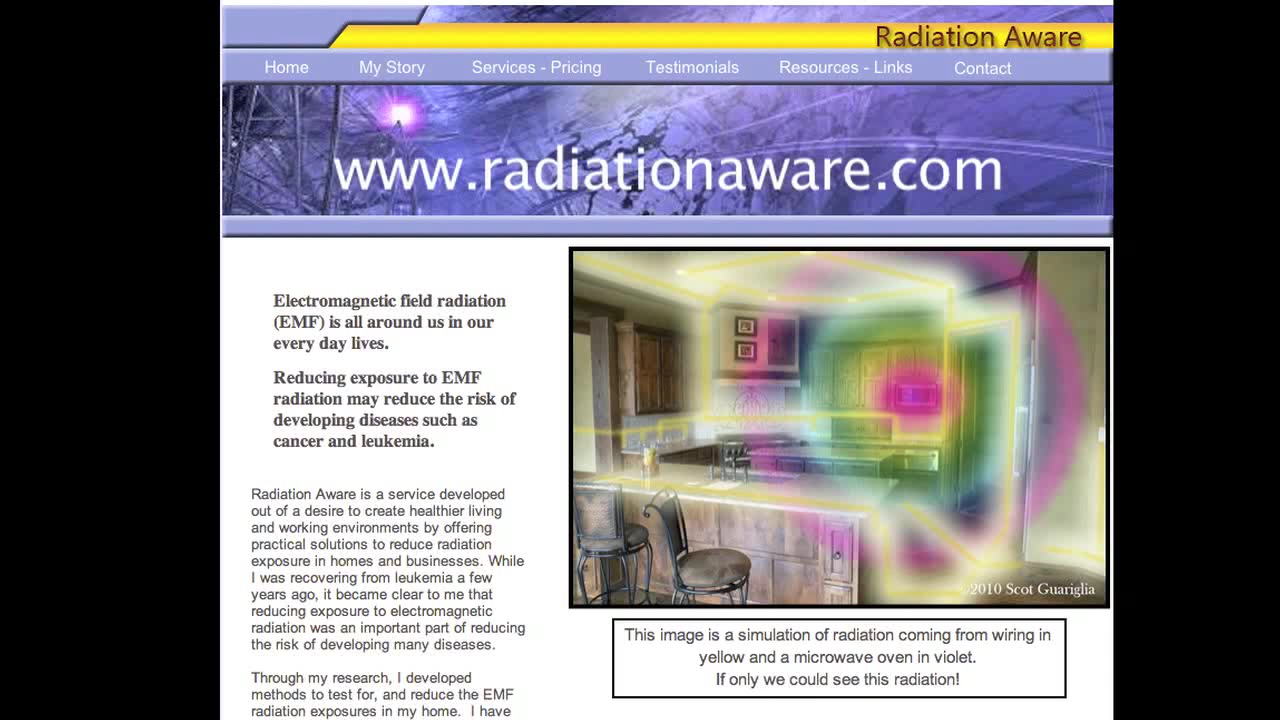 Radiation Aware
Home My Story Services - Pricing Testimonials Resources - Links Contact
www.radiationaware.com
Electromagnetic field radiation
(EMF) is all around us in our
every day lives.
Reducing exposure to EMF
radiation may reduce the risk of
developing diseases such as
cancer and leukemia.
Radiation Aware is a service developed
out of a desire to create healthier living
and working environments by offering
practical solutions to reduce radiation
exposure in homes and businesses. While
I was recovering from leukemia a few
years ago, it became clear to me that
reducing exposure to electromagnetic
radiation was an important part of reducing
the risk of developing many diseases.
Through my research, I developed
methods to test for, and reduce the EMF
radiation exposures in my home. I have
©2010 Scot Guariglia
This image is a simulation of radiation coming from wiring in
yellow and a microwave oven in violet.
If only we could see this radiation!